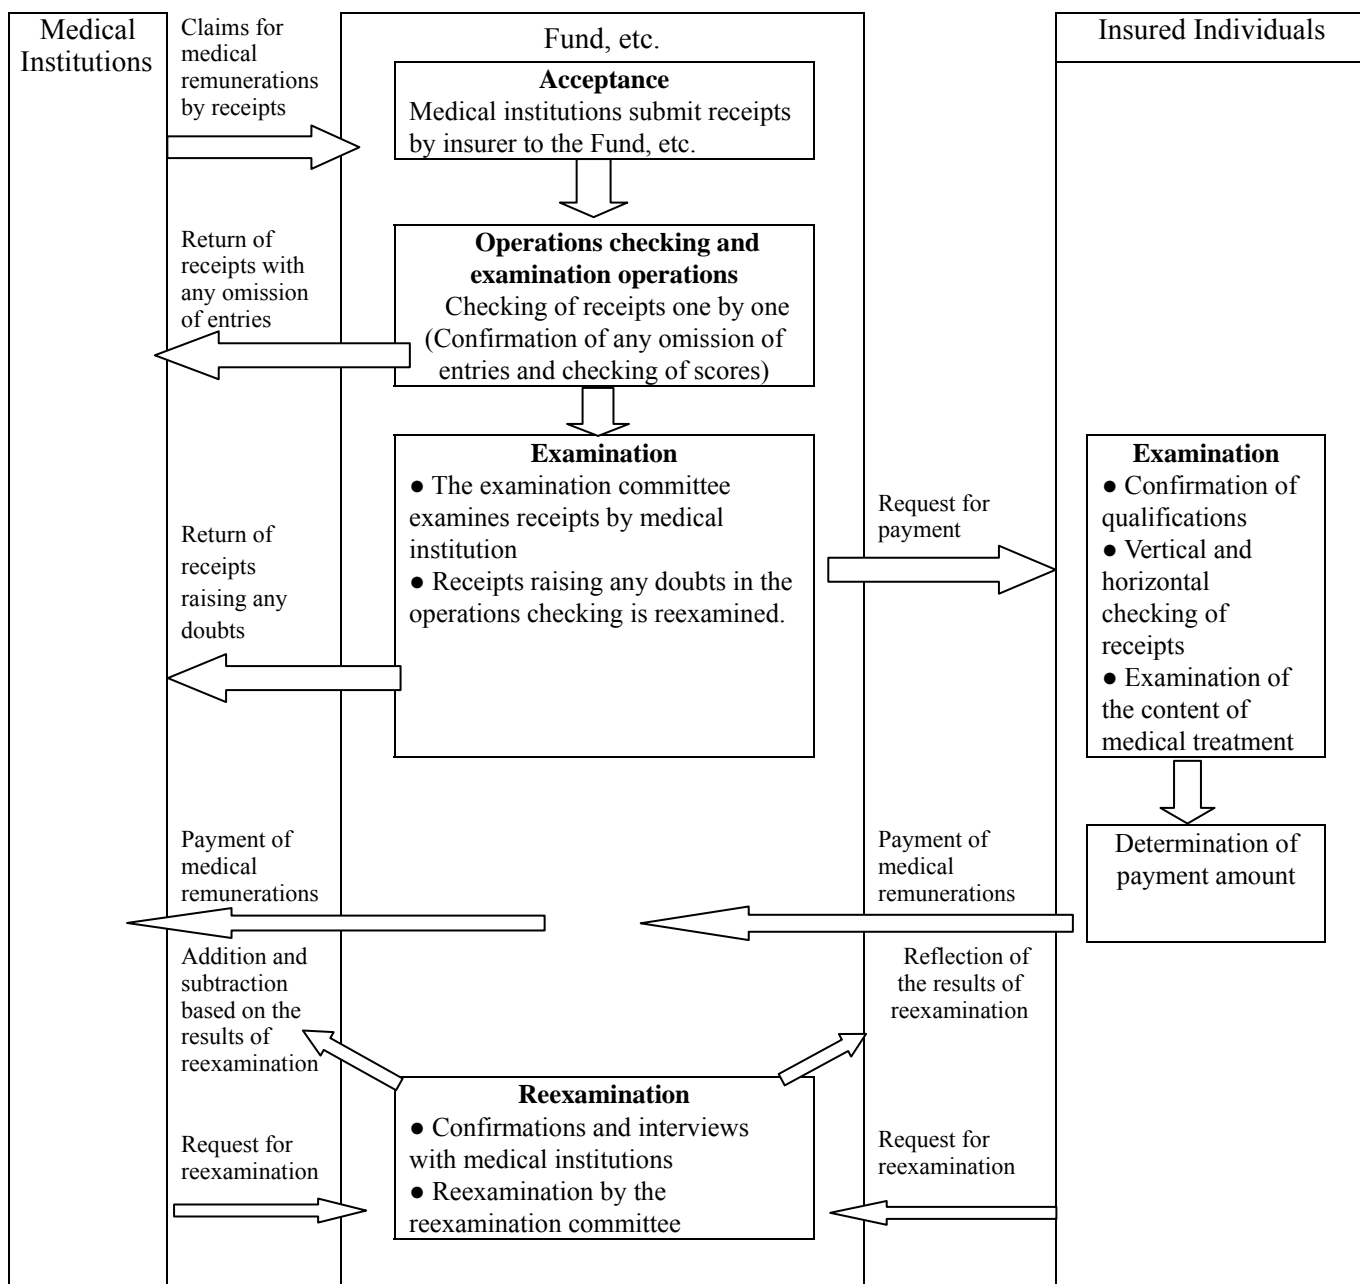 Medical
Institutions
Claims for
medical
remunerations
by receipts
Fund, etc.
Insured Individuals
Acceptance
Medical institutions submit receipts
by insurer to the Fund, etc.
Return of
receipts with
any omission
of entries
Operations checking and
examination operations
Checking of receipts one by one
(Confirmation of any omission of
entries and checking of scores)
Return of
receipts
raising any
doubts
Examination
● The examination committee
examines receipts by medical
institution
● Receipts raising any doubts in the
operations checking is reexamined.
Request for
payment
Examination
● Confirmation of
qualifications
● Vertical and
horizontal
checking of
receipts
● Examination of
the content of
medical treatment
Payment of
medical
remunerations
Payment of
medical
remunerations
Determination of
payment amount
Addition and
subtraction
based on the
results of
reexamination
Reflection of
the results of
reexamination
Request for
reexamination
Reexamination
● Confirmations and interviews
with medical institutions
● Reexamination by the
reexamination committee
Request for
reexamination